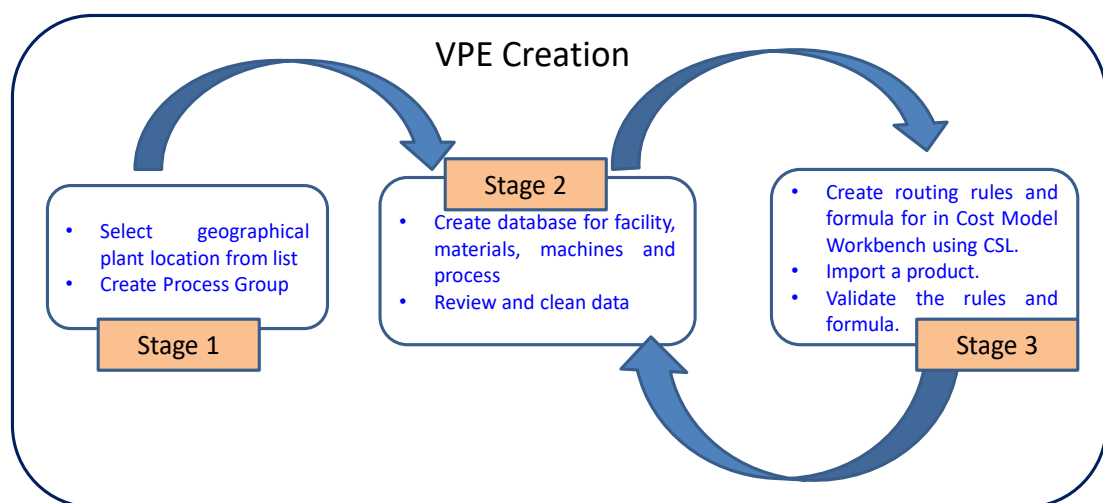 VPE Creation
• Select geographical
plant location from list
• Create Process Group
Stage 1
Stage 2
• Create database for facility,
materials, machines and
process
• Review and clean data
• Create routing rules and
formula for in Cost Model
Workbench using CSL.
• Import a product.
• Validate the rules and
formula.
Stage 3